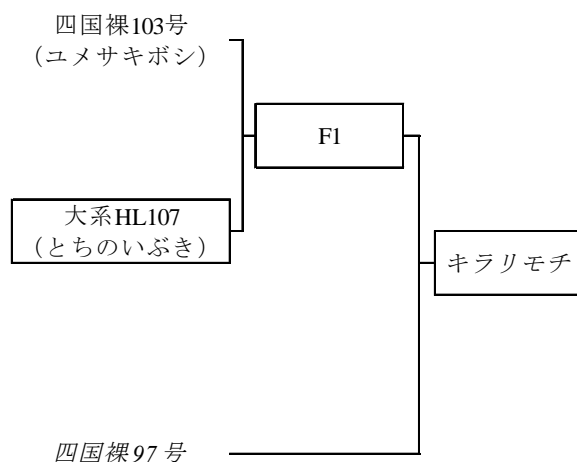 四国裸103号
（ユメサキボシ）
F1
大系HL107
（とちのいぶき）
キラリモチ
四国裸97号